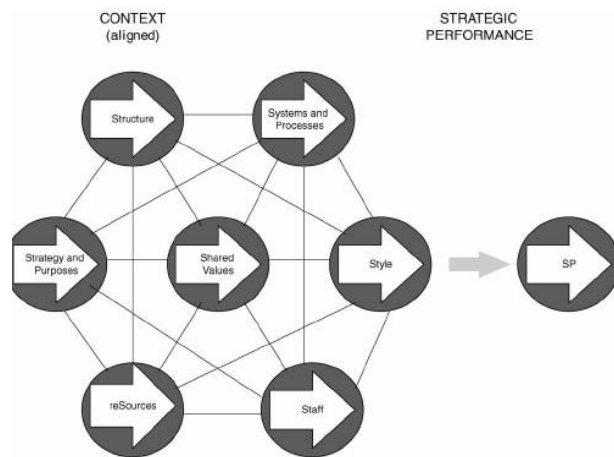 CONTEXT
(aligned)
STRATEGIC
PERFORMANCE
Structure
Systems and
Processes
Strategy and
Purposes
Shared
Values
Style
SP
reSources
Staff